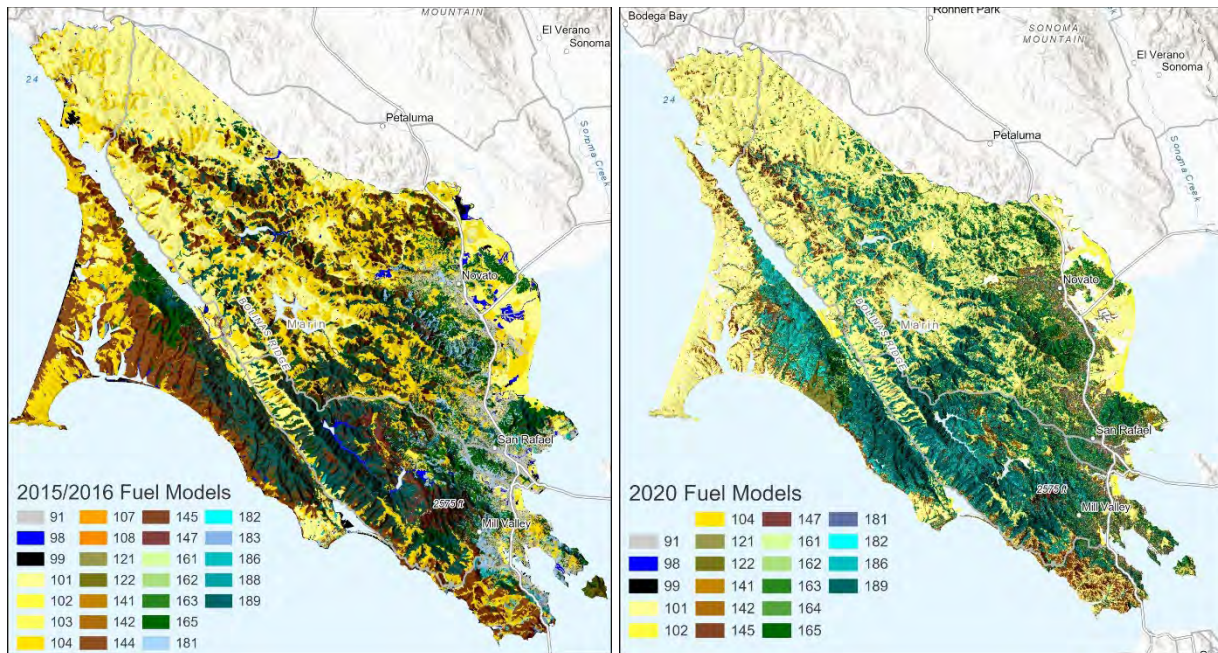 MOUNTAIN
El Verano
Sonoma
24
Petaluma
Sonoma Creek
Novato
BOLINAS RIDGE
Marin
San Rafael
2575 ft
Mill Valley
2015/2016 Fuel Models
91 107 145 182
98 108 147 183
99 121 161 186
101 122 162 188
102 141 163 189
103 142 165
104 144 181
Bodega Bay
Rohnert Park
SONOMA
MOUNTAIN
El Verano
Sonoma
24
Petaluma
Sonoma Creek
Novato
BOLINAS RIDGE
Marin
San Rafael
2575 ft
Mill Valley
2020 Fuel Models
104 147 181
91 121 161 182
98 122 162 186
99 141 163 189
101 142 164
102 145 165